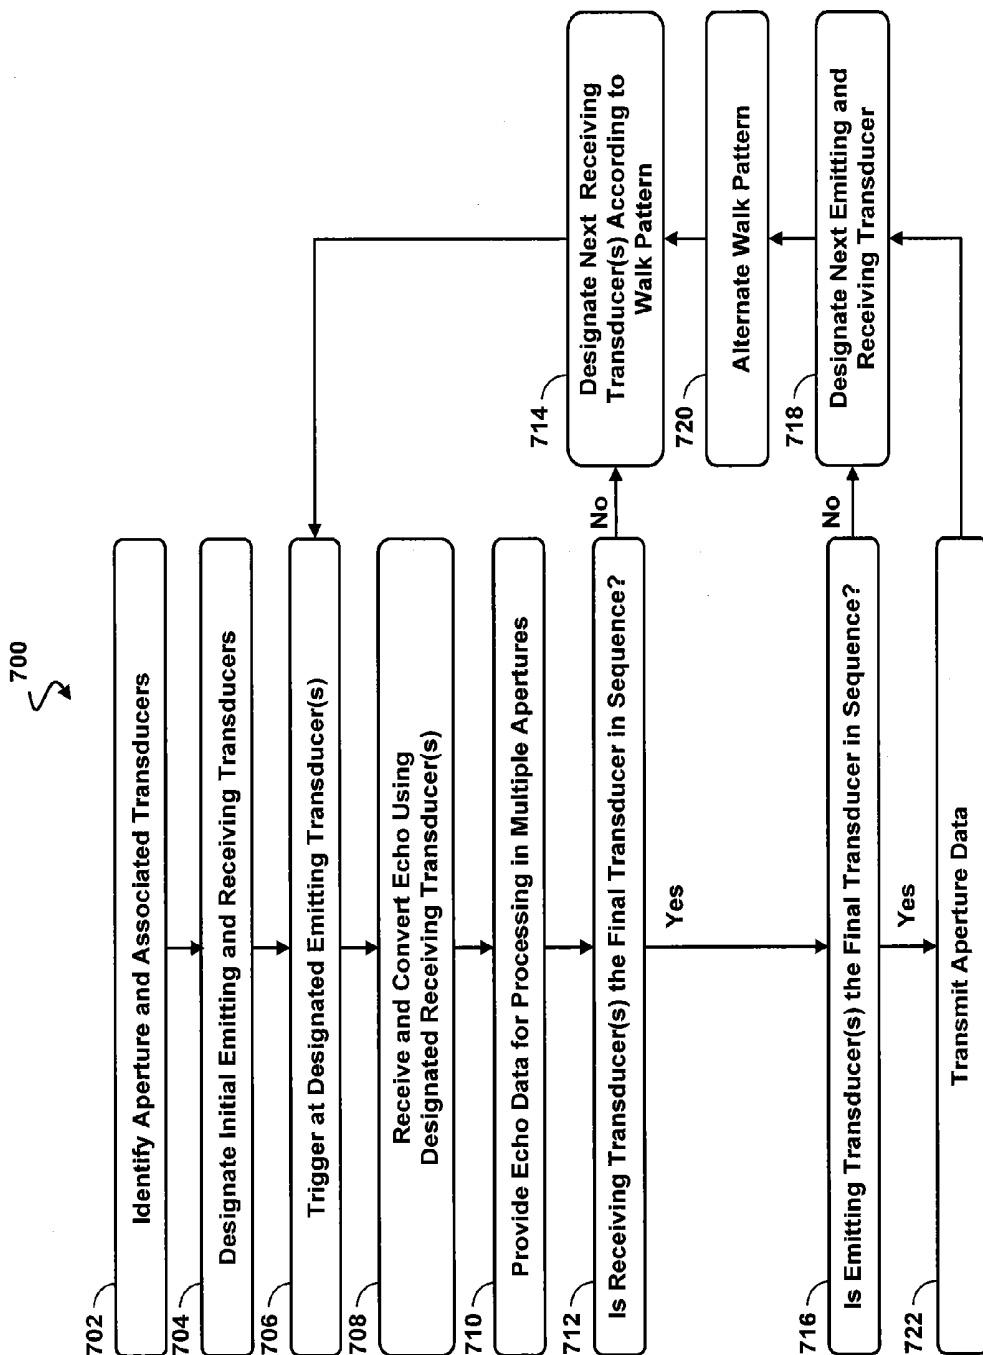 700
702
Identify Aperture and Associated Transducers
704
Designate Initial Emitting and Receiving Transducers
706
Trigger at Designated Emitting Transducer(s)
708
Receive and Convert Echo Using
Designated Receiving Transducer(s)
710
Provide Echo Data for Processing in Multiple Apertures
712
Is Receiving Transducer(s) the Final Transducer in Sequence?
No
Yes
714
Designate Next Receiving
Transducer(s) According to
Walk Pattern
720
Alternate Walk Pattern
718
Designate Next Emitting and
Receiving Transducer
716
Is Emitting Transducer(s) the Final Transducer in Sequence?
No
Yes
722
Transmit Aperture Data